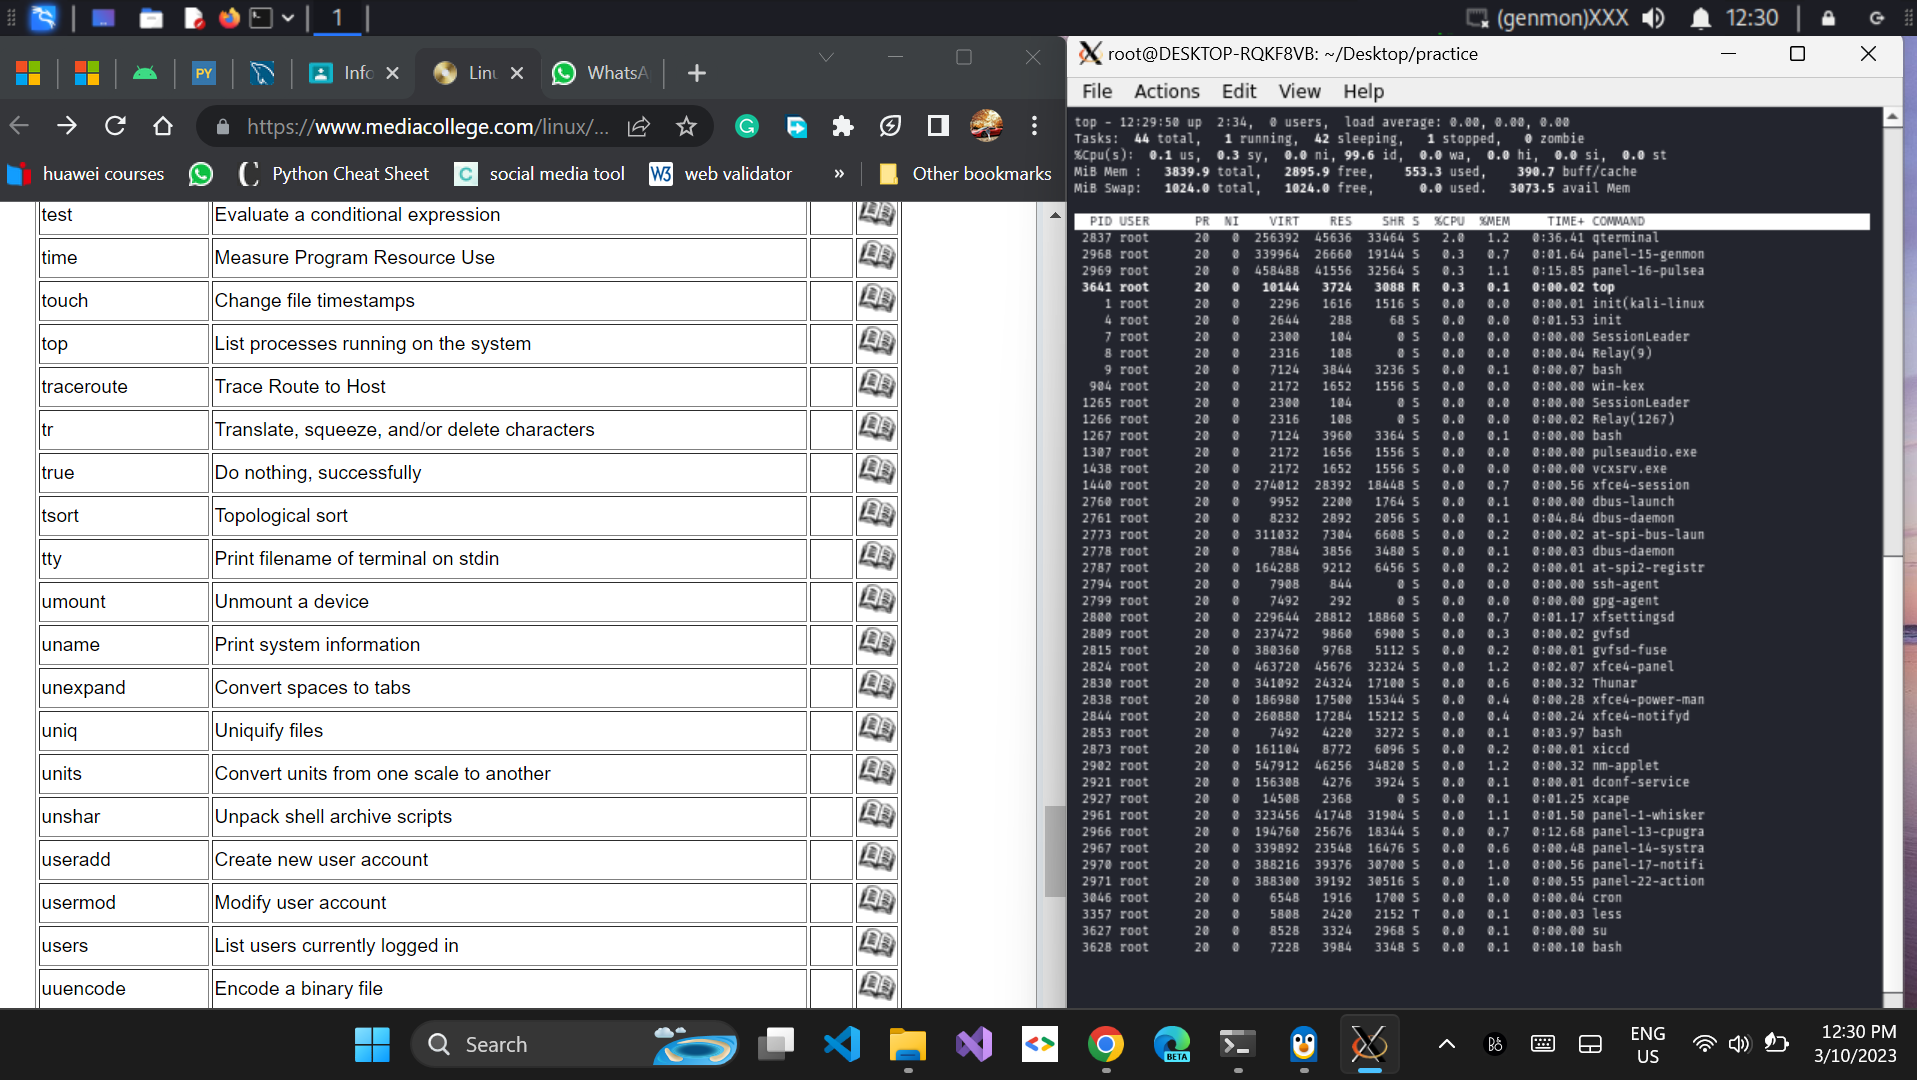 1
(genmon)XXX
12:30
Info
Linu
WhatsA
https://www.mediacollege.com/linux/...
huawei courses
Python Cheat Sheet
C
social media tool
W3
web validator
»
Other bookmarks
test Evaluate a conditional expression
time Measure Program Resource Use
touch Change file timestamps
top List processes running on the system
traceroute Trace Route to Host
tr Translate, squeeze, and/or delete characters
true Do nothing, successfully
tsort Topological sort
tty Print filename of terminal on stdin
umount Unmount a device
uname Print system information
unexpand Convert spaces to tabs
uniq Uniquify files
units Convert units from one scale to another
unshar Unpack shell archive scripts
useradd Create new user account
usermod Modify user account
users List users currently logged in
uuencode Encode a binary file
root@DESKTOP-RQKF8VB: ~/Desktop/practice
File Actions Edit View Help
top - 12:29:50 up  2:34,  0 users,  load average: 0.00, 0.00, 0.00
Tasks:  44 total,   1 running,  42 sleeping,   1 stopped,   0 zombie
%Cpu(s):  0.1 us,  0.3 sy,  0.0 ni, 99.6 id,  0.0 wa,  0.0 hi,  0.0 si,  0.0 st
MiB Mem :   3839.9 total,   2895.9 free,    553.3 used,    390.7 buff/cache
MiB Swap:   1024.0 total,   1024.0 free,      0.0 used.   3073.5 avail Mem
PID USER PR NI VIRT RES SHR S %CPU %MEM TIME+ COMMAND
2837 root 20 0 256392 45636 33464 S 2.0 1.2 0:36.41 qterminal
2968 root 20 0 339964 26660 19144 S 0.3 0.7 0:01.64 panel-15-genmon
2969 root 20 0 458488 41556 32564 S 0.3 1.1 0:15.85 panel-16-pulsea
3641 root 20 0 10144 3724 3088 R 0.3 0.1 0:00.02 top
1 root 20 0 2296 1616 1516 S 0.0 0.0 0:00.01 init(kali-linux
4 root 20 0 2644 288 68 S 0.0 0.0 0:01.53 init
7 root 20 0 2300 104 0 S 0.0 0.0 0:00.00 SessionLeader
8 root 20 0 2316 108 0 S 0.0 0.0 0:00.04 Relay(9)
9 root 20 0 7124 3844 3236 S 0.0 0.1 0:00.07 bash
904 root 20 0 2172 1652 1556 S 0.0 0.0 0:00.00 win-kex
1265 root 20 0 2300 104 0 S 0.0 0.0 0:00.00 SessionLeader
1266 root 20 0 2316 108 0 S 0.0 0.0 0:00.02 Relay(1267)
1267 root 20 0 7124 3960 3364 S 0.0 0.1 0:00.00 bash
1307 root 20 0 2172 1656 1556 S 0.0 0.0 0:00.00 pulseaudio.exe
1438 root 20 0 2172 1652 1556 S 0.0 0.0 0:00.00 vcxsrv.exe
1440 root 20 0 274012 28392 18448 S 0.0 0.7 0:00.56 xfce4-session
2760 root 20 0 9952 2200 1764 S 0.0 0.1 0:00.00 dbus-launch
2761 root 20 0 8232 2892 2056 S 0.0 0.1 0:04.84 dbus-daemon
2773 root 20 0 311032 7304 6608 S 0.0 0.2 0:00.02 at-spi-bus-laun
2778 root 20 0 7884 3856 3480 S 0.0 0.1 0:00.03 dbus-daemon
2787 root 20 0 164288 9212 6456 S 0.0 0.2 0:00.01 at-spi2-registr
2794 root 20 0 7908 844 0 S 0.0 0.0 0:00.00 ssh-agent
2799 root 20 0 7492 292 0 S 0.0 0.0 0:00.00 gpg-agent
2800 root 20 0 229644 28812 18860 S 0.0 0.7 0:01.17 xfsettingsd
2809 root 20 0 237472 9860 6900 S 0.0 0.3 0:00.02 gvfsd
2815 root 20 0 380360 9768 5112 S 0.0 0.2 0:00.01 gvfsd-fuse
2824 root 20 0 463720 45676 32324 S 0.0 1.2 0:02.07 xfce4-panel
2830 root 20 0 341092 24324 17100 S 0.0 0.6 0:00.32 Thunar
2838 root 20 0 186980 17500 15344 S 0.0 0.4 0:00.28 xfce4-power-man
2844 root 20 0 260880 17284 15212 S 0.0 0.4 0:00.24 xfce4-notifyd
2853 root 20 0 7492 4220 3272 S 0.0 0.1 0:03.97 bash
2873 root 20 0 161104 8772 6096 S 0.0 0.2 0:00.01 xiccd
2902 root 20 0 547912 46256 34820 S 0.0 1.2 0:00.32 nm-applet
2921 root 20 0 156308 4276 3924 S 0.0 0.1 0:00.01 dconf-service
2927 root 20 0 14508 2368 0 S 0.0 0.1 0:01.25 xcape
2961 root 20 0 323456 41748 31904 S 0.0 1.1 0:01.50 panel-1-whisker
2966 root 20 0 194760 25676 18344 S 0.0 0.7 0:12.68 panel-13-cpugra
2967 root 20 0 339892 23548 16476 S 0.0 0.6 0:00.48 panel-14-systra
2970 root 20 0 388216 39376 30700 S 0.0 1.0 0:00.56 panel-17-notifi
2971 root 20 0 388300 39192 30516 S 0.0 1.0 0:00.55 panel-22-action
3046 root 20 0 6548 1916 1700 S 0.0 0.0 0:00.04 cron
3357 root 20 0 5808 2420 2152 T 0.0 0.1 0:00.03 less
3627 root 20 0 8528 3324 2968 S 0.0 0.1 0:00.00 su
3628 root 20 0 7228 3984 3348 S 0.0 0.1 0:00.10 bash
Search
BETA
ENG
US
12:30 PM
3/10/2023